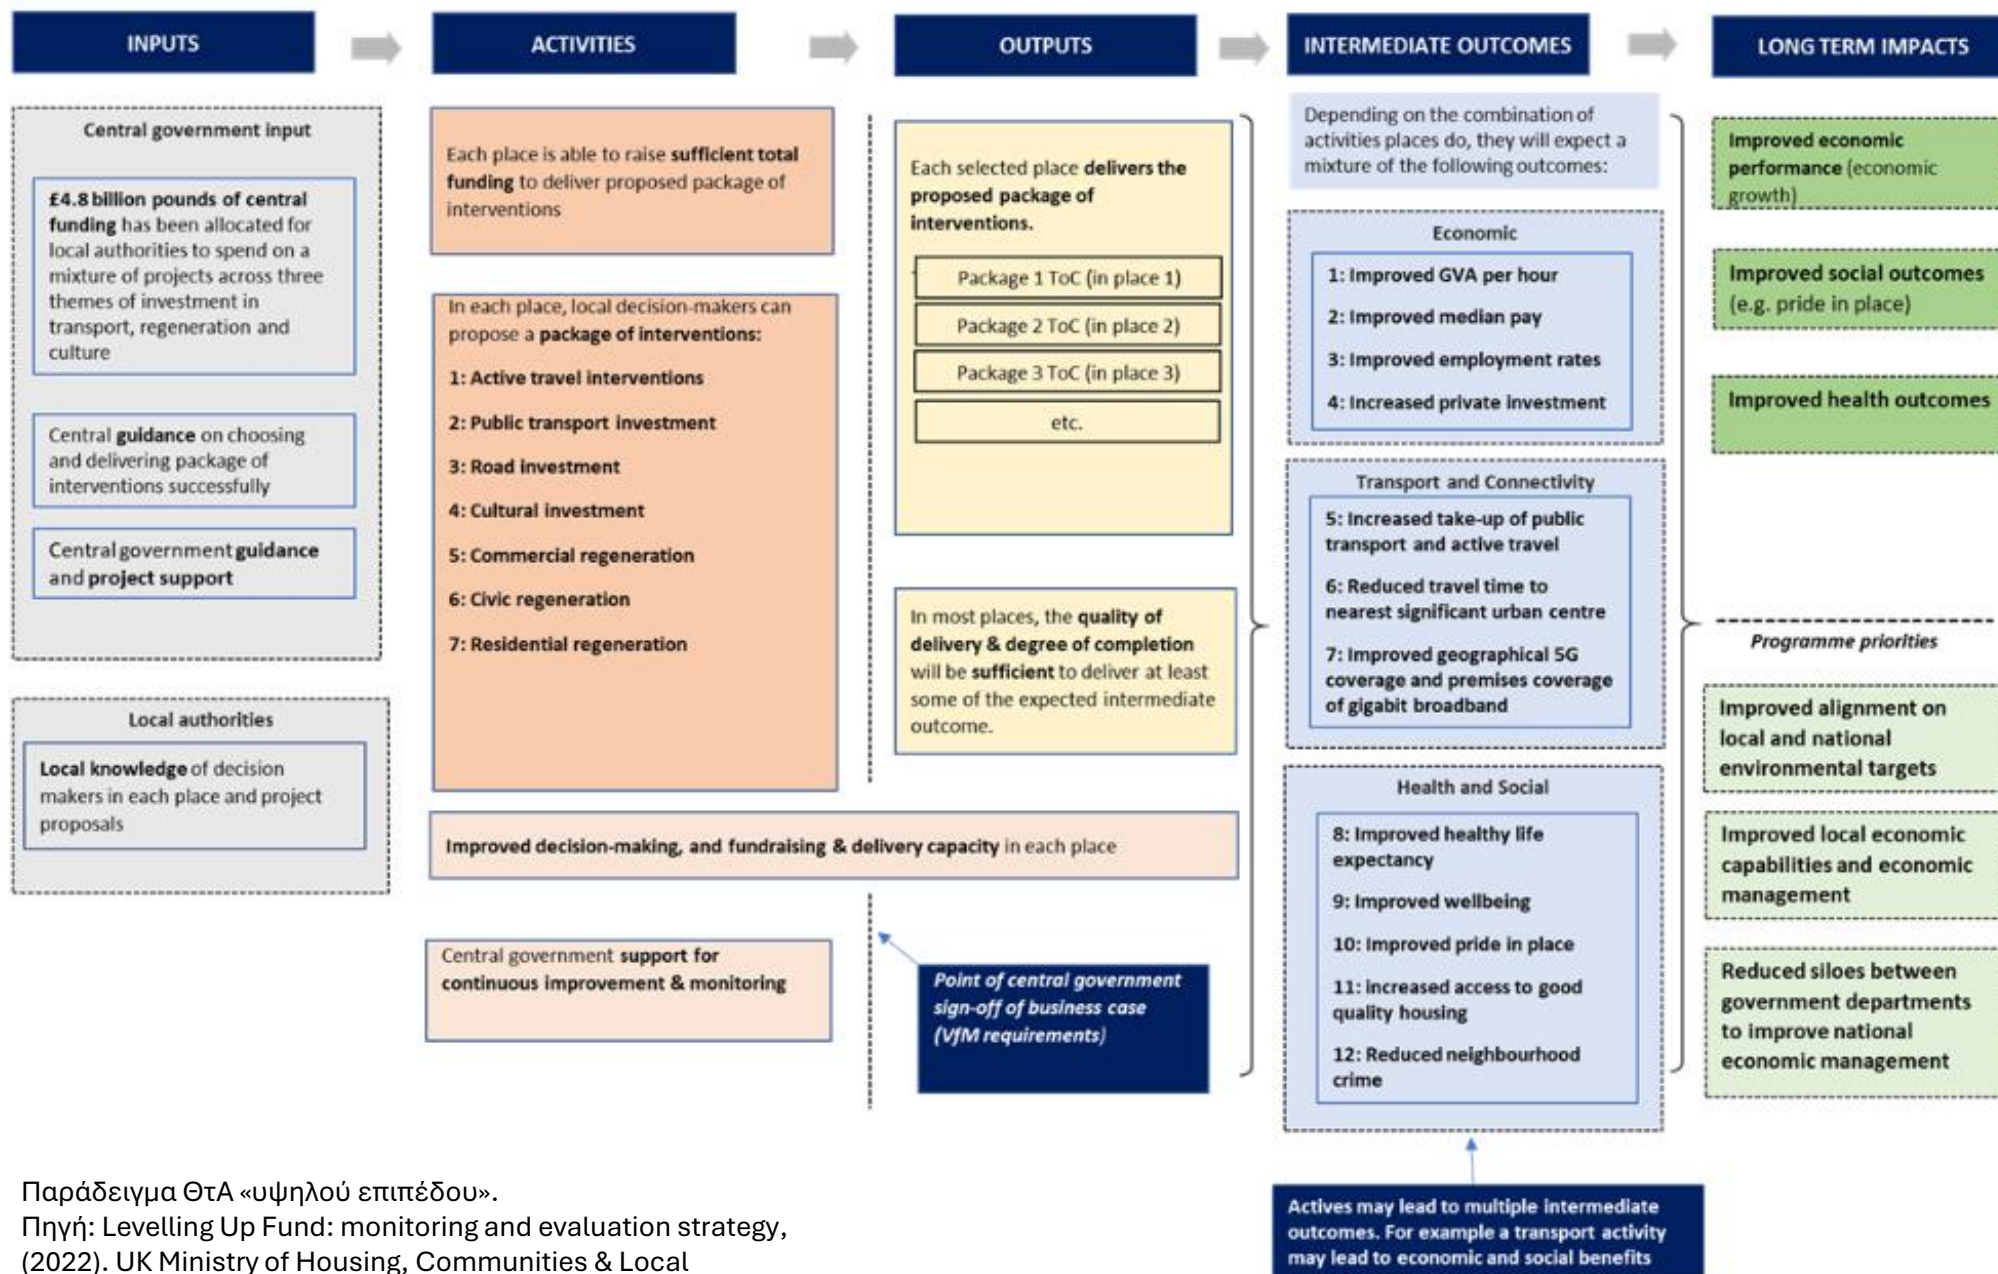 INPUTS
ACTIVITIES
OUTPUTS
INTERMEDIATE OUTCOMES
LONG TERM IMPACTS
Central government input
£4.8 billion pounds of central
funding has been allocated for
local authorities to spend on a
mixture of projects across three
themes of investment in
transport, regeneration and
culture
Central guidance on choosing
and delivering package of
interventions successfully
Central government guidance
and project support
Local authorities
Local knowledge of decision
makers in each place and project
proposals
Each place is able to raise sufficient total
funding to deliver proposed package of
interventions
In each place, local decision-makers can
propose a package of interventions:
1: Active travel interventions
2: Public transport investment
3: Road investment
4: Cultural investment
5: Commercial regeneration
6: Civic regeneration
7: Residential regeneration
Improved decision-making, and fundraising & delivery capacity in each place
Central government support for
continuous improvement & monitoring
Each selected place delivers the
proposed package of
interventions.
Package 1 ToC (in place 1)
Package 2 ToC (in place 2)
Package 3 ToC (in place 3)
etc.
In most places, the quality of
delivery & degree of completion
will be sufficient to deliver at least
some of the expected intermediate
outcome.
Point of central government
sign-off of business case
(VfM requirements)
Depending on the combination of
activities places do, they will expect a
mixture of the following outcomes:
Economic
1: Improved GVA per hour
2: Improved median pay
3: Improved employment rates
4: Increased private investment
Transport and Connectivity
5: Increased take-up of public
transport and active travel
6: Reduced travel time to
nearest significant urban centre
7: Improved geographical 5G
coverage and premises coverage
of gigabit broadband
Health and Social
8: Improved healthy life
expectancy
9: Improved wellbeing
10: Improved pride in place
11: increased access to good
quality housing
12: Reduced neighbourhood
crime
Actives may lead to multiple intermediate
outcomes. For example a transport activity
may lead to economic and social benefits
Improved economic
performance (economic
growth)
Improved social outcomes
(e.g. pride in place)
Improved health outcomes
Programme priorities
Improved alignment on
local and national
environmental targets
Improved local economic
capabilities and economic
management
Reduced siloes between
government departments
to improve national
economic management
Παράδειγμα ΘτΑ «υψηλού επιπέδου».
Πηγή: Levelling Up Fund: monitoring and evaluation strategy,
(2022). UK Ministry of Housing, Communities & Local